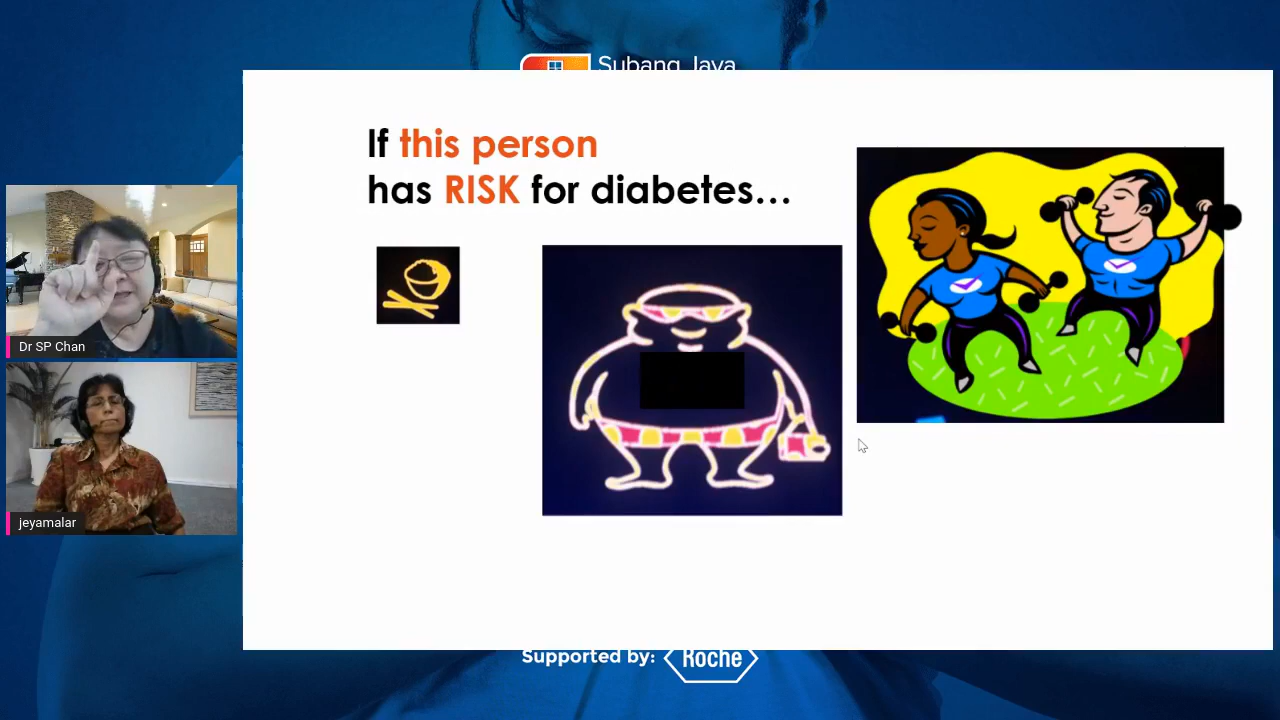 Subang Jaya
If this person
has RISK for diabetes...
Dr SP Chan
jeyamalar
Supported by: Roche